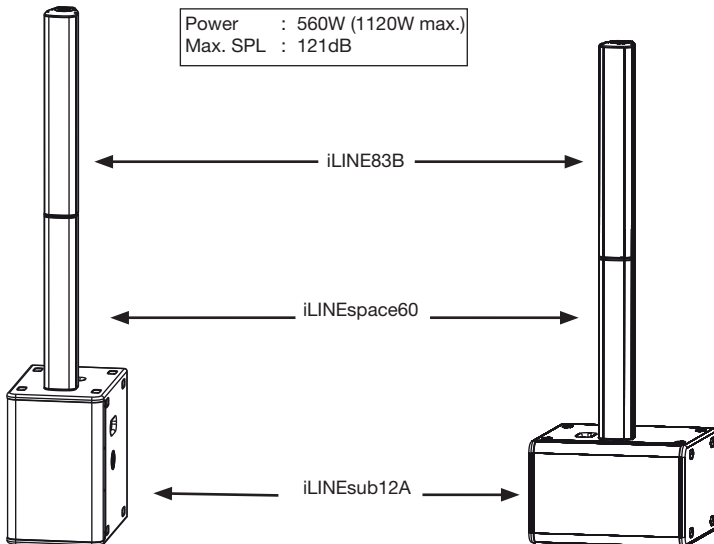 Power : 560W (1120W max.)
Max. SPL : 121dB
iLINE83B
iLINEspace60
iLINEsub12A